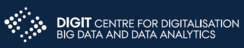 DIGIT CENTRE FOR DIGITALISATION
BIG DATA AND DATA ANALYTICS